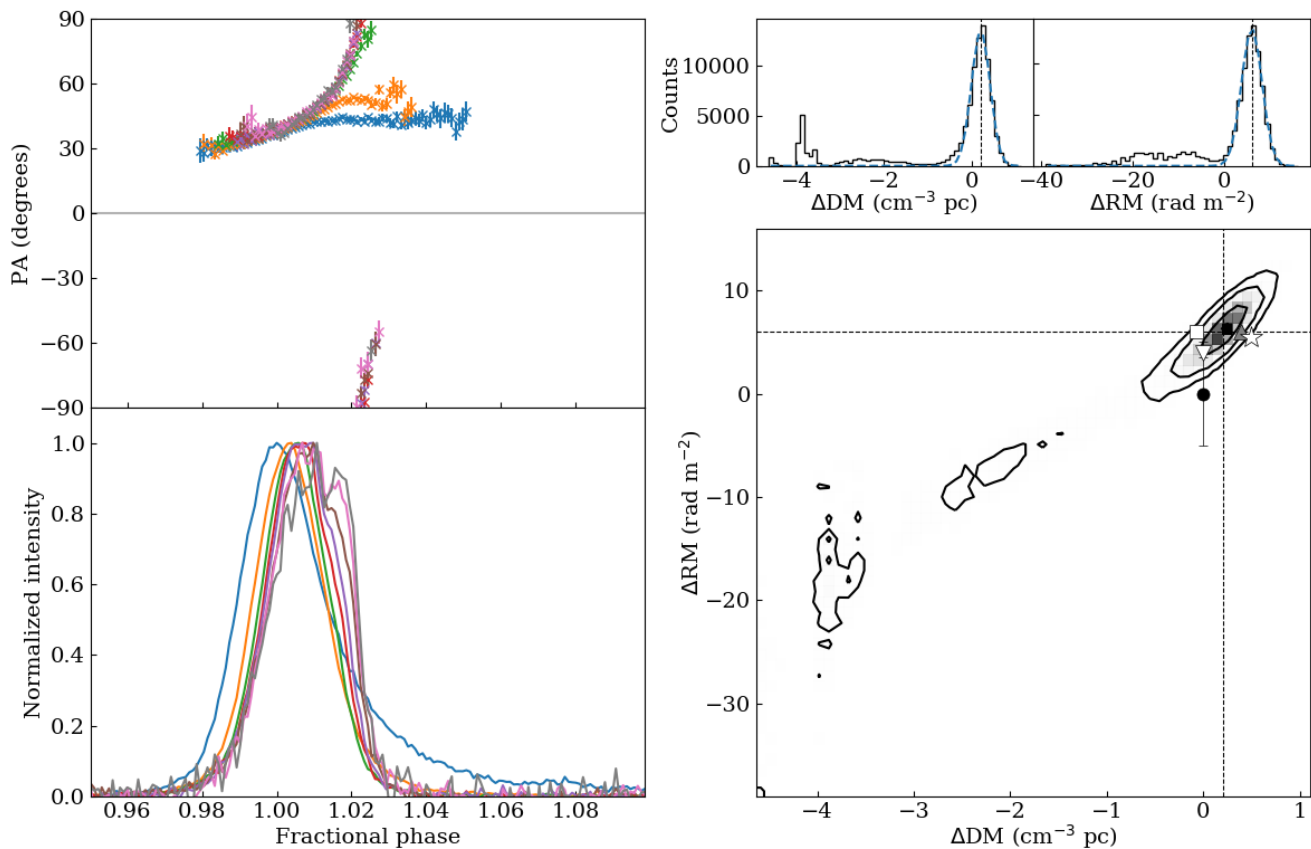 90
60
30
0
−30
−60
−90
PA (degrees)
1.0
0.8
0.6
0.4
0.2
0.0
Normalized intensity
0.96 0.98 1.00 1.02 1.04 1.06 1.08
Fractional phase
10000
5000
0
Counts
−4 −2 0
ΔDM (cm⁻³ pc)
−40 −20 0
ΔRM (rad m⁻²)
10
0
−10
−20
−30
ΔRM (rad m⁻²)
−4 −3 −2 −1 0 1
ΔDM (cm⁻³ pc)